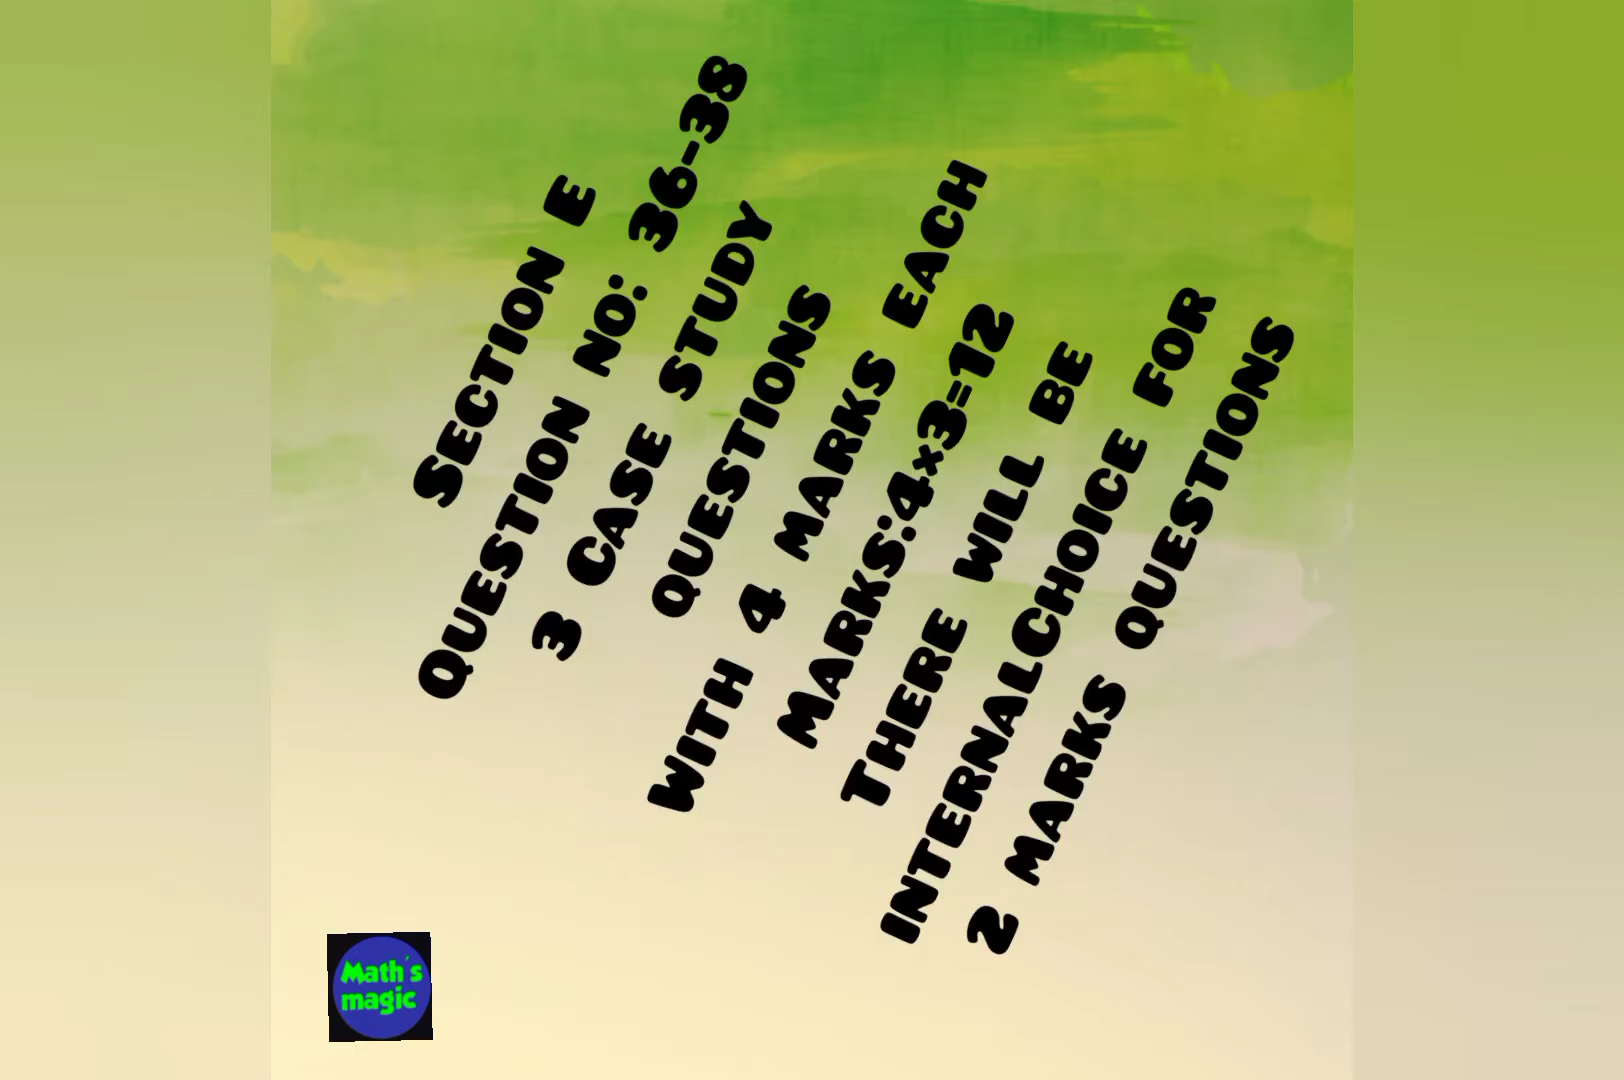 Section E
Question no: 36-38
3 Case study
questions
with 4 marks each
Marks:4×3=12
There will be
internalchoice for
2 marks questions
Math's
magic